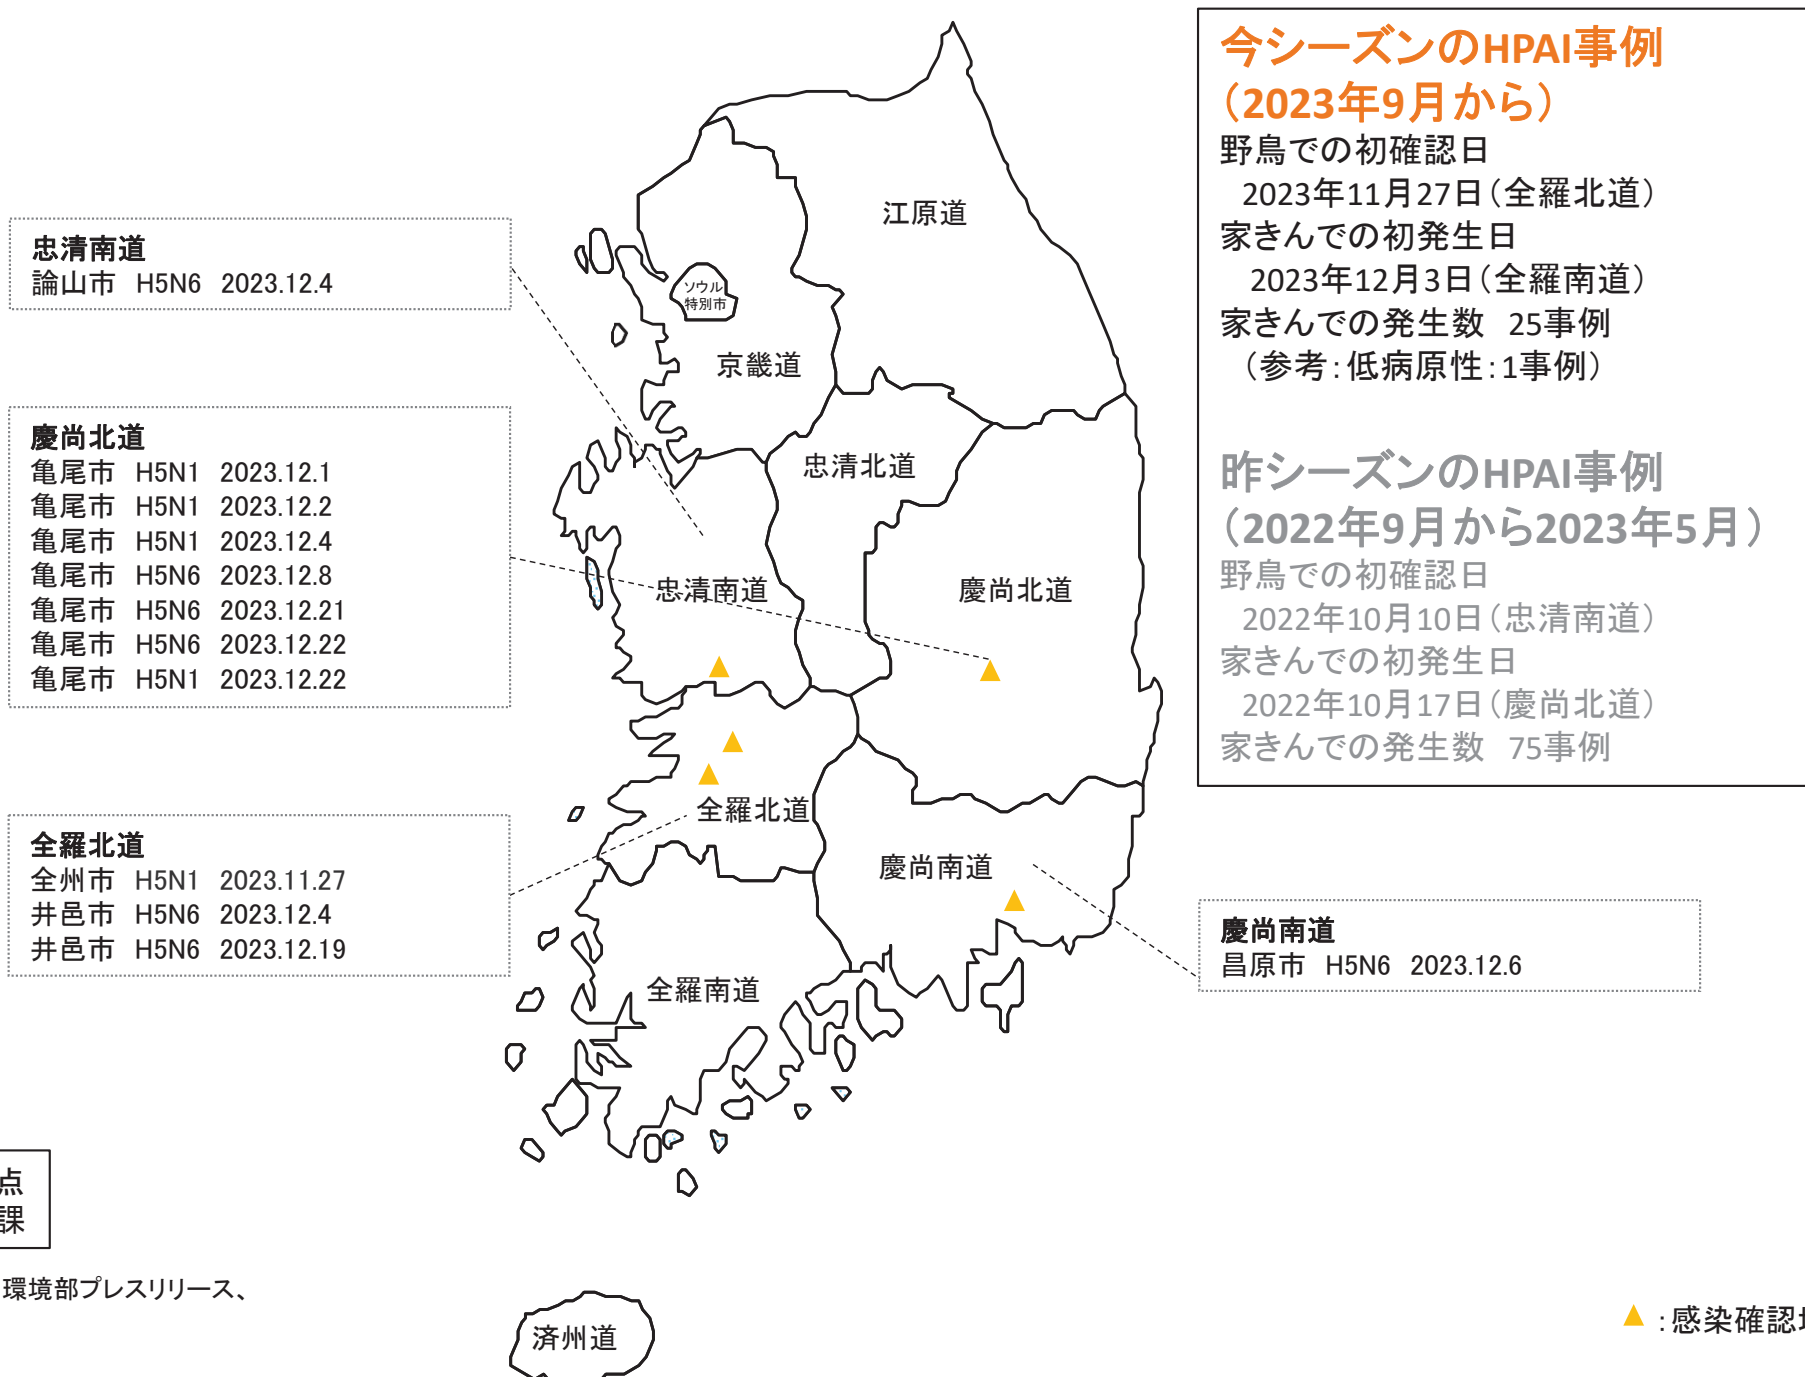 今シーズンのHPAI事例
（2023年9月から）
野鳥での初確認日
2023年11月27日（全羅北道）
家きんでの初発生日
2023年12月3日（全羅南道）
家きんでの発生数 25事例
（参考：低病原性：1事例）
昨シーズンのHPAI事例
（2022年9月から2023年5月）
野鳥での初確認日
2022年10月10日（忠清南道）
家きんでの初発生日
2022年10月17日（慶尚北道）
家きんでの発生数 75事例
忠清南道
論山市 H5N6 2023.12.4
慶尚北道
亀尾市 H5N1 2023.12.1
亀尾市 H5N1 2023.12.2
亀尾市 H5N1 2023.12.4
亀尾市 H5N6 2023.12.8
亀尾市 H5N6 2023.12.21
亀尾市 H5N6 2023.12.22
亀尾市 H5N1 2023.12.22
全羅北道
全州市 H5N1 2023.11.27
井邑市 H5N6 2023.12.4
井邑市 H5N6 2023.12.19
慶尚南道
昌原市 H5N6 2023.12.6
江原道
ソウル
特別市
京畿道
忠清北道
忠清南道
慶尚北道
全羅北道
慶尚南道
全羅南道
済州道
点
課
環境部プレスリリース、
：感染確認